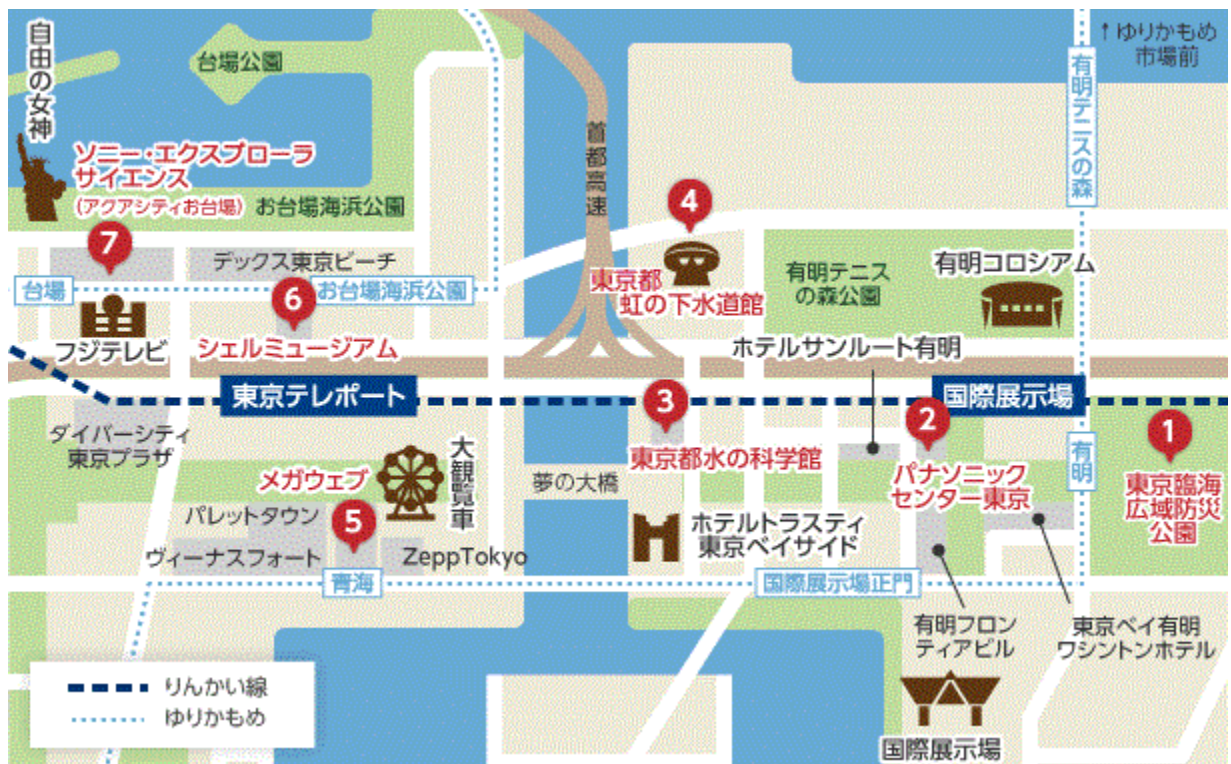 自由の女神
台場公園
↑ゆりかもめ
市場前
有明テニスの森
首都高速
ソニー・エクスプローラ
サイエンス
(アクアシティお台場)
お台場海浜公園
7
4
デックス東京ビーチ
台場
6
お台場海浜公園
東京都
虹の下水道館
有明テニス
の森公園
有明コロシアム
フジテレビ
シェルミュージアム
ホテルサンルート有明
東京テレポート
3
国際展示場
2
1
ダイバーシティ
東京プラザ
大観覧車
メガウェブ
東京都水の科学館
パナソニック
センター東京
有明
東京臨海
広域防災
公園
夢の大橋
パレットタウン
5
ホテルトラスティ
東京ベイサイド
ヴィーナスフォート
ZeppTokyo
青海
国際展示場正門
有明フロン
ティアビル
東京ベイ有明
ワシントンホテル
りんかい線
ゆりかもめ
国際展示場